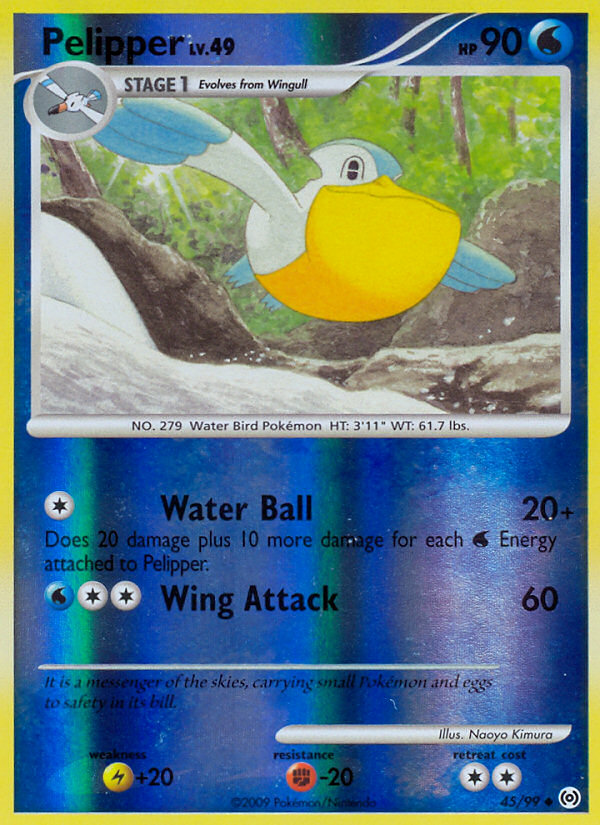 Pelipper LV.49 HP 90
STAGE 1 Evolves from Wingull
NO. 279 Water Bird Pokémon HT: 3'11" WT: 61.7 lbs.
Water Ball 20+
Does 20 damage plus 10 more damage for each Energy
attached to Pelipper.
Wing Attack 60
It is a messenger of the skies, carrying small Pokémon and eggs
to safety in its bill.
Illus. Naoyo Kimura
weakness resistance retreat cost
+20 -20
©2009 Pokémon/Nintendo 45/99